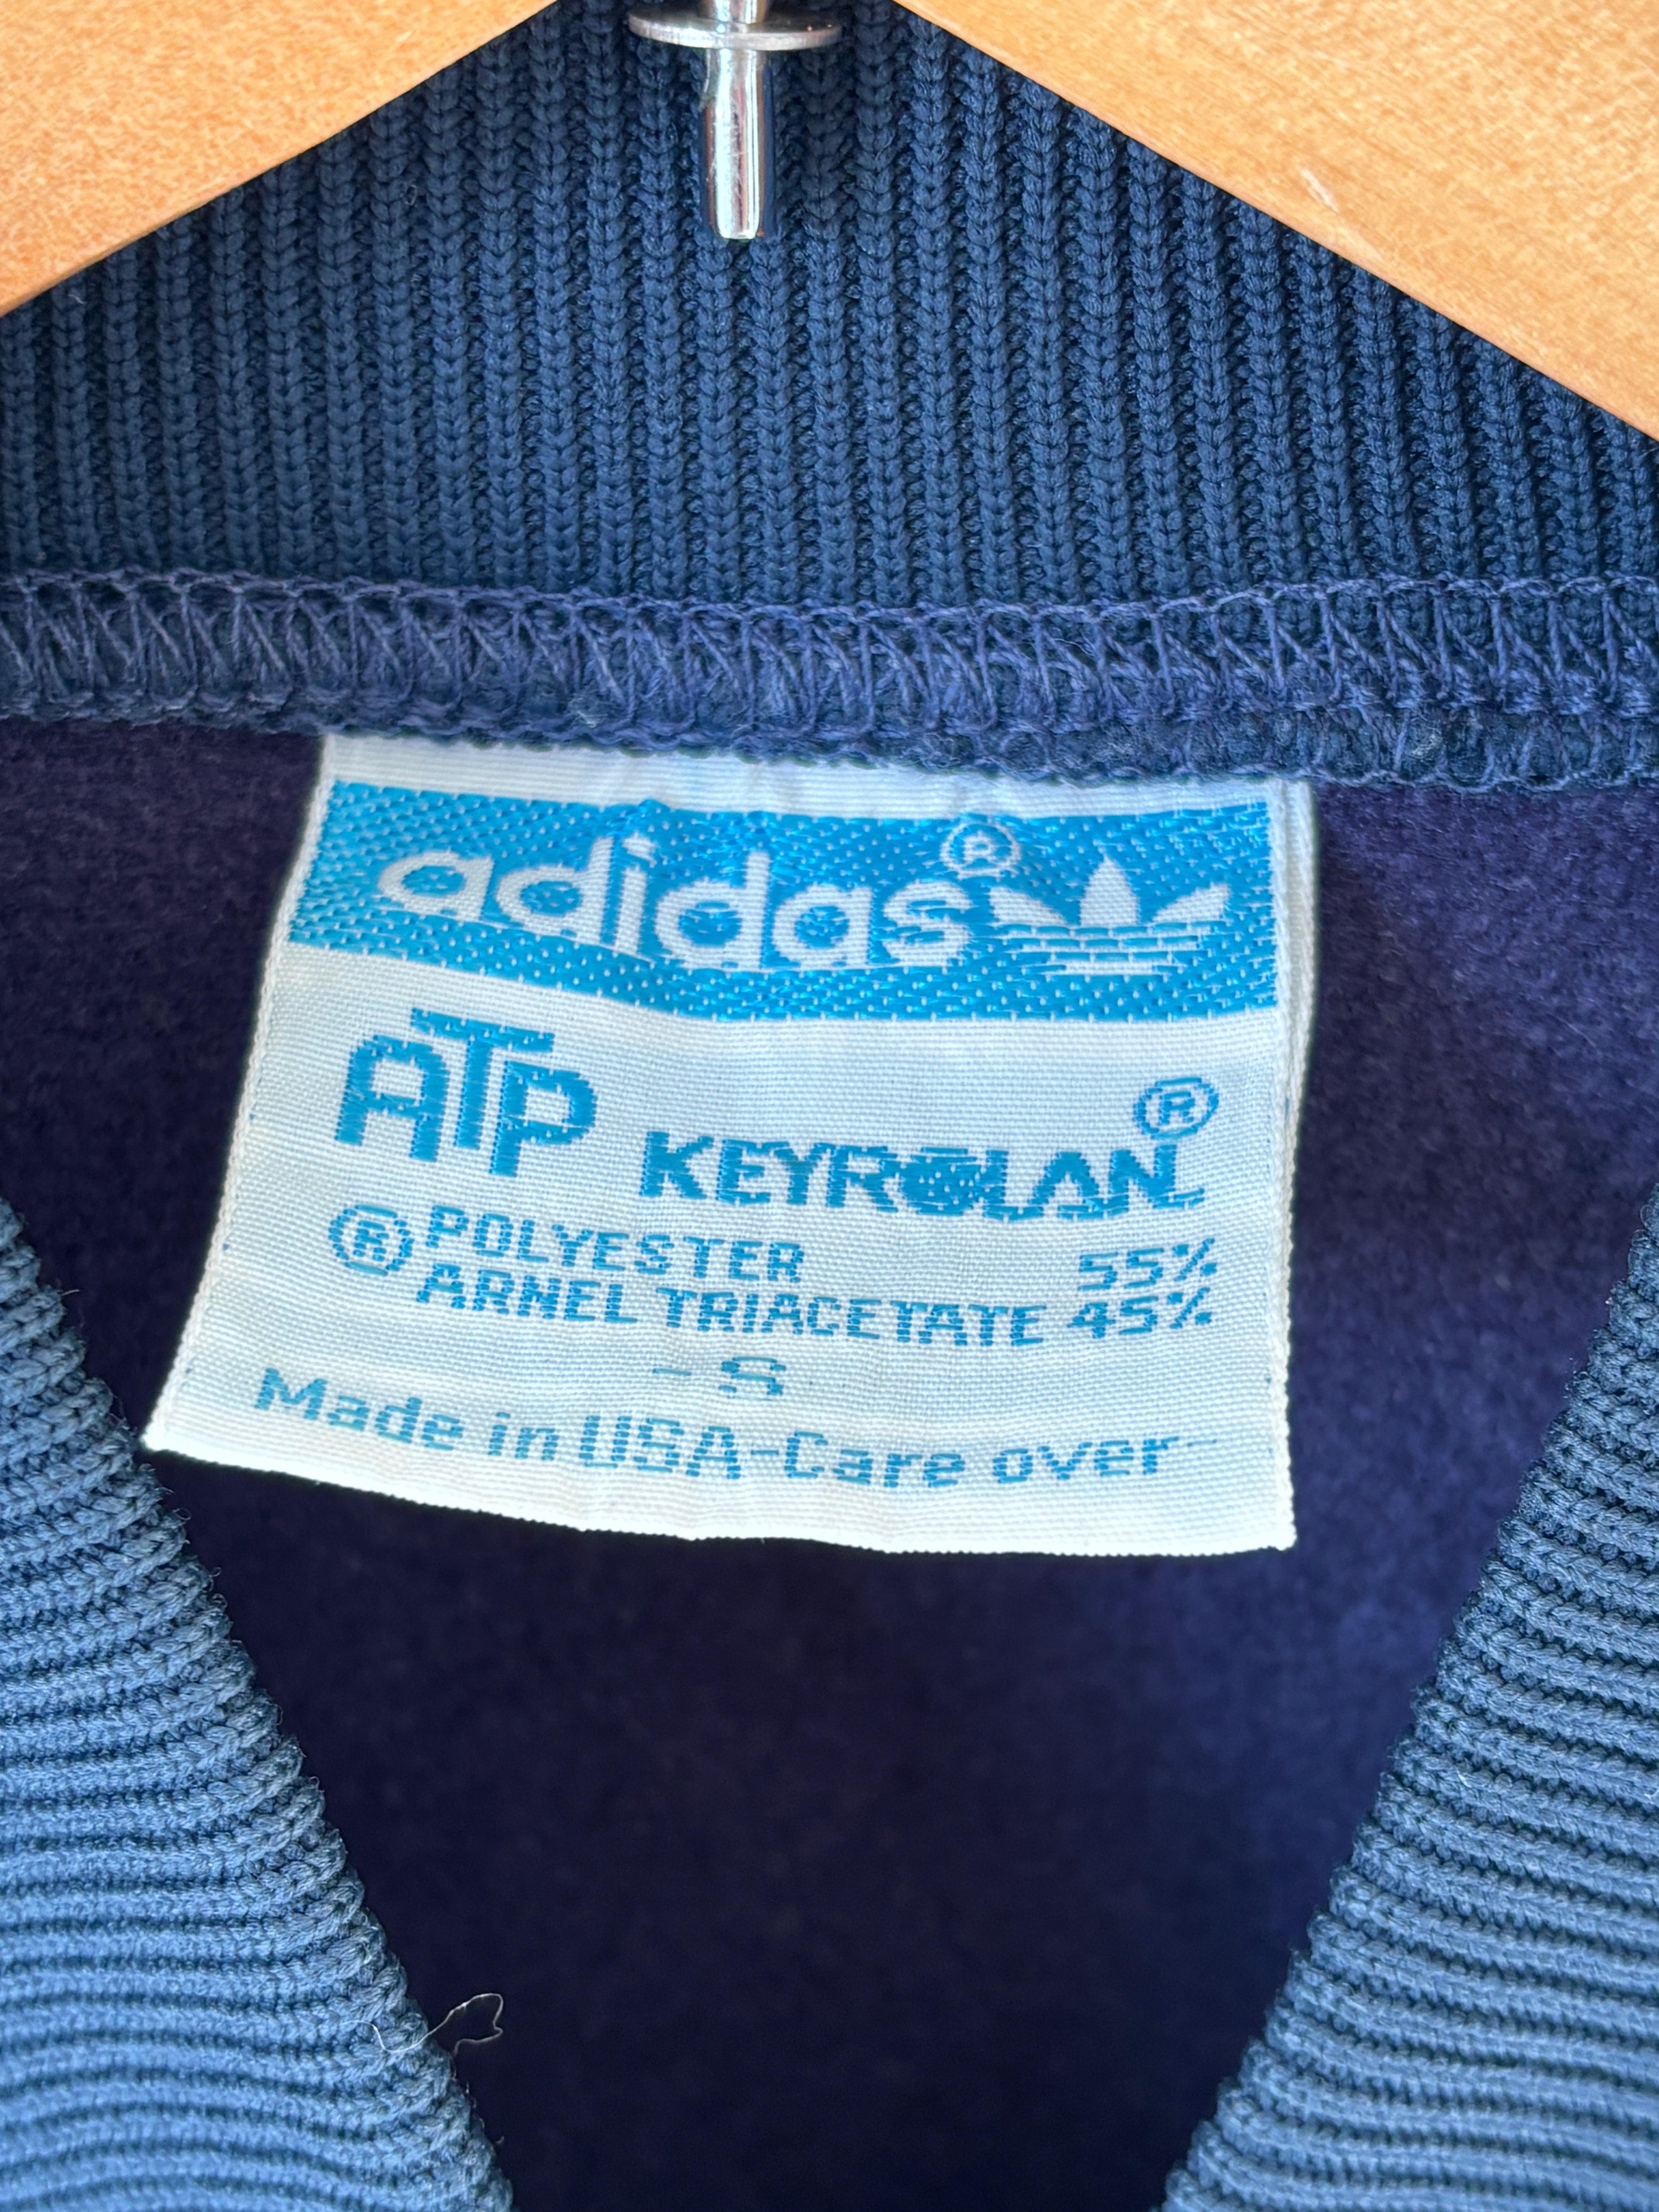 adidas®
ATP KEYROLAN®
® POLYESTER 55%
ARNEL TRIACETATE 45%
- S
Made in USA-Care over-